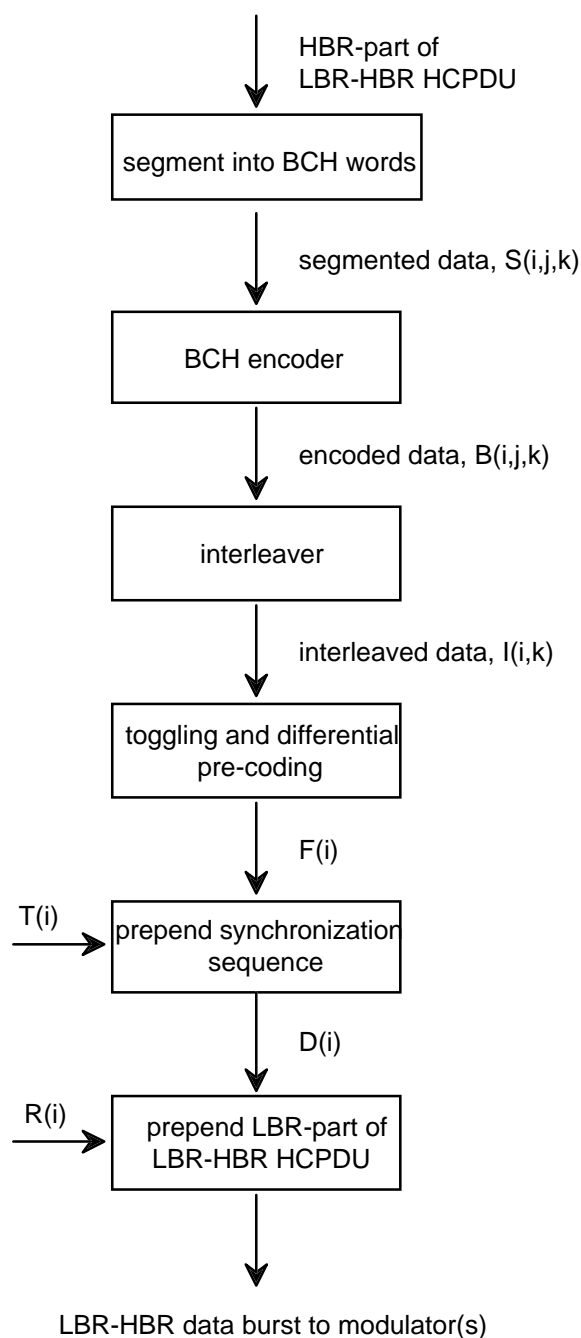 HBR-part of
LBR-HBR HCPDU
segment into BCH words
segmented data, S(i,j,k)
BCH encoder
encoded data, B(i,j,k)
interleaver
interleaved data, I(i,k)
toggling and differential
pre-coding
F(i)
T(i)
prepend synchronization
sequence
D(i)
R(i)
prepend LBR-part of
LBR-HBR HCPDU
LBR-HBR data burst to modulator(s)